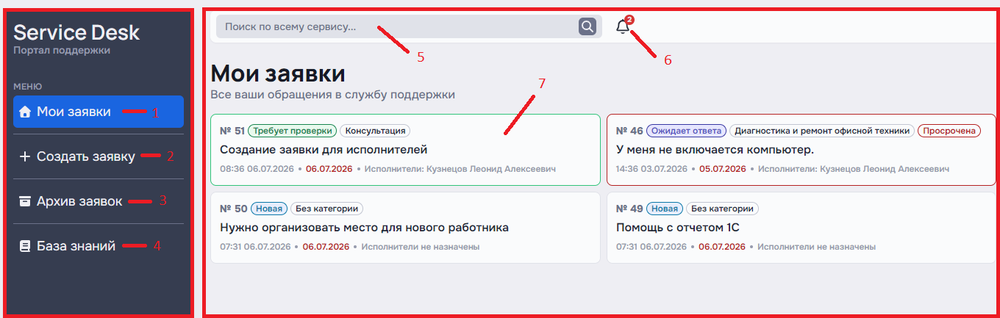 Service Desk
Портал поддержки
МЕНЮ
Мои заявки 1
Создать заявку 2
Архив заявок 3
База знаний 4
Поиск по всему сервису...
2
5
6
Мои заявки
Все ваши обращения в службу поддержки
7
№ 51 Требует проверки Консультация
Создание заявки для исполнителей
08:36 06.07.2026 • 06.07.2026 • Исполнители: Кузнецов Леонид Алексеевич
№ 46 Ожидает ответа Диагностика и ремонт офисной техники Просрочена
У меня не включается компьютер.
14:36 03.07.2026 • 05.07.2026 • Исполнители: Кузнецов Леонид Алексеевич
№ 50 Новая Без категории
Нужно организовать место для нового работника
07:31 06.07.2026 • 06.07.2026 • Исполнители не назначены
№ 49 Новая Без категории
Помощь с отчетом 1С
07:31 06.07.2026 • 06.07.2026 • Исполнители не назначены